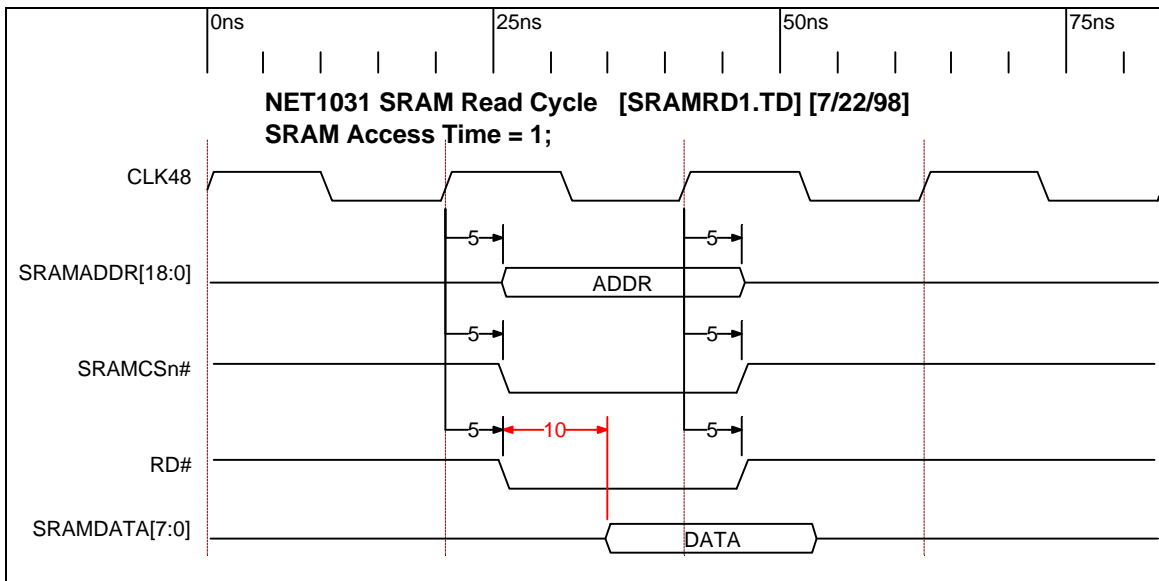 0ns 25ns 50ns 75ns
NET1031 SRAM Read Cycle [SRAMRD1.TD] [7/22/98]
SRAM Access Time = 1;
CLK48
5 5
SRAMADDR[18:0] ADDR
5 5
SRAMCSn#
5 10 5
RD#
SRAMDATA[7:0] DATA